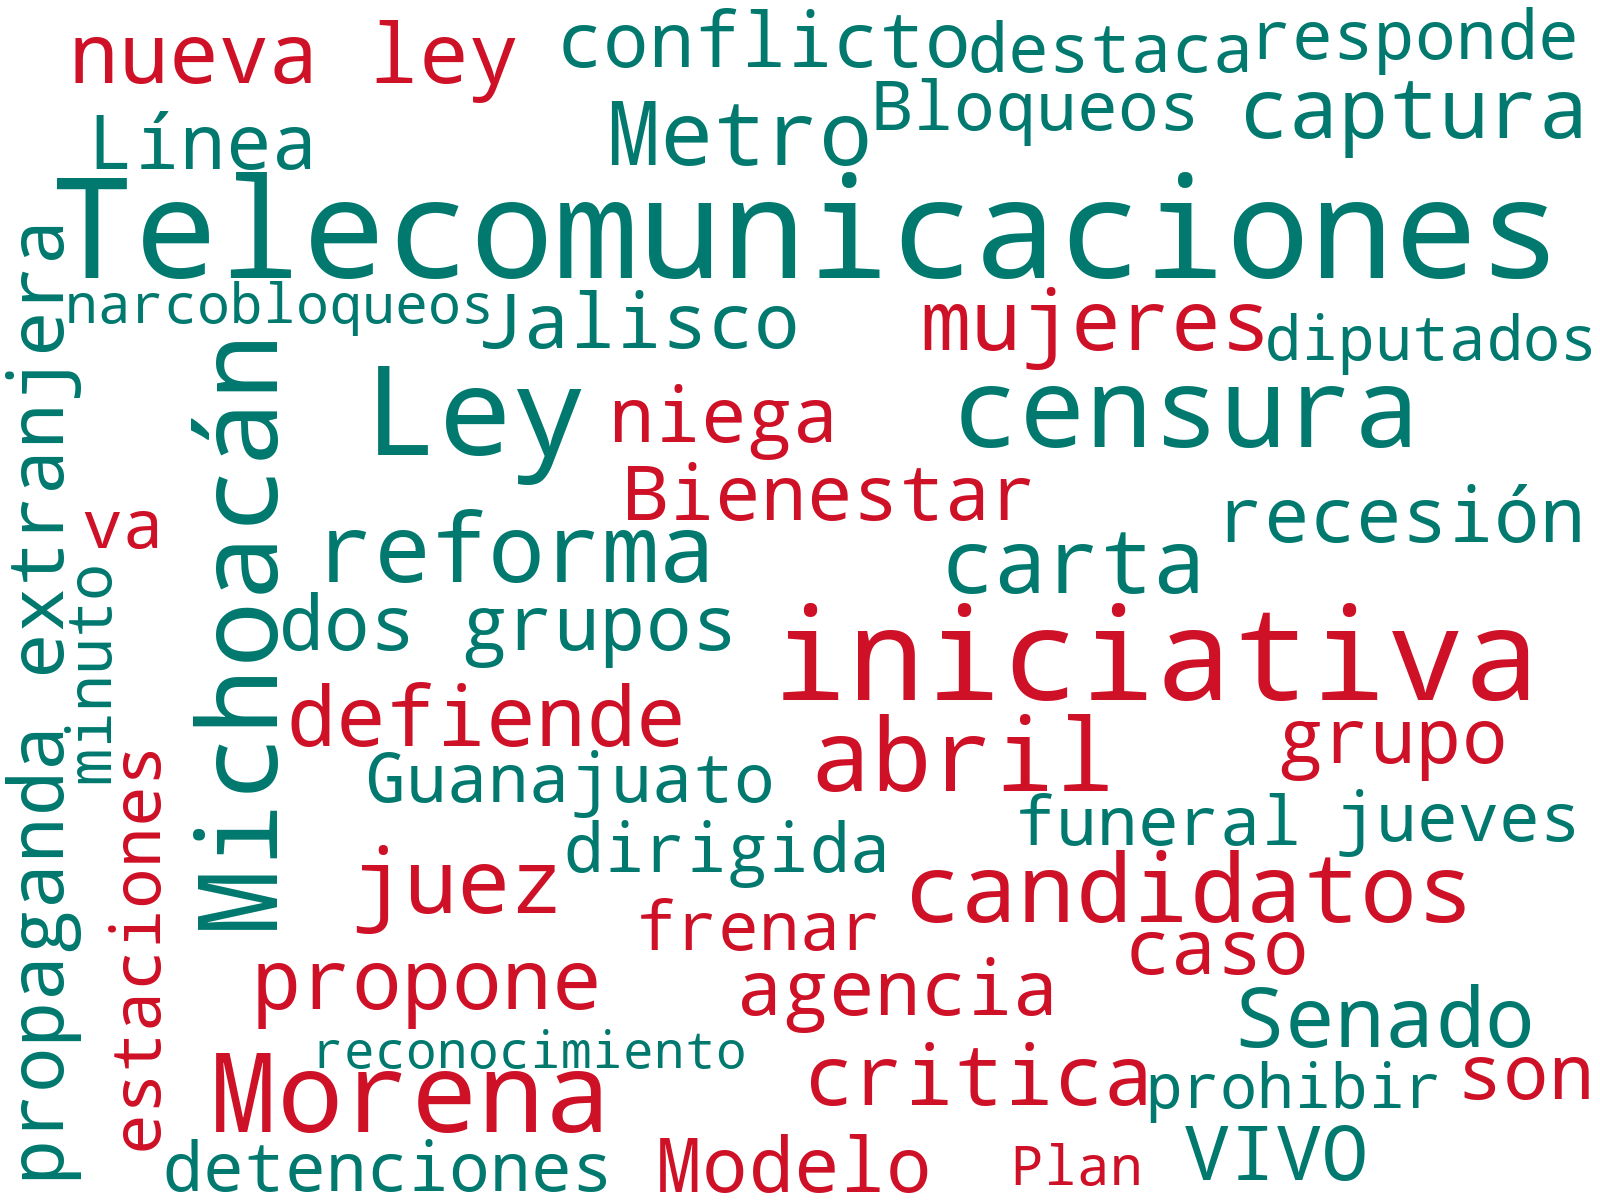 nueva ley
conflicto
destaca
responde
Línea
Metro
Bloqueos
captura
Telecomunicaciones
narcobloqueos
Jalisco
mujeres
diputados
propaganda extranjera
Michoacán
Ley
niega
censura
Bienestar
va
reforma
carta
recesión
minuto
dos grupos
iniciativa
defiende
abril
grupo
estaciones
Guanajuato
funeral
jueves
juez
dirigida
candidatos
frenar
caso
propone
agencia
Senado
reconocimiento
Morena
critica
prohibir
son
detenciones
Modelo
Plan
VIVO